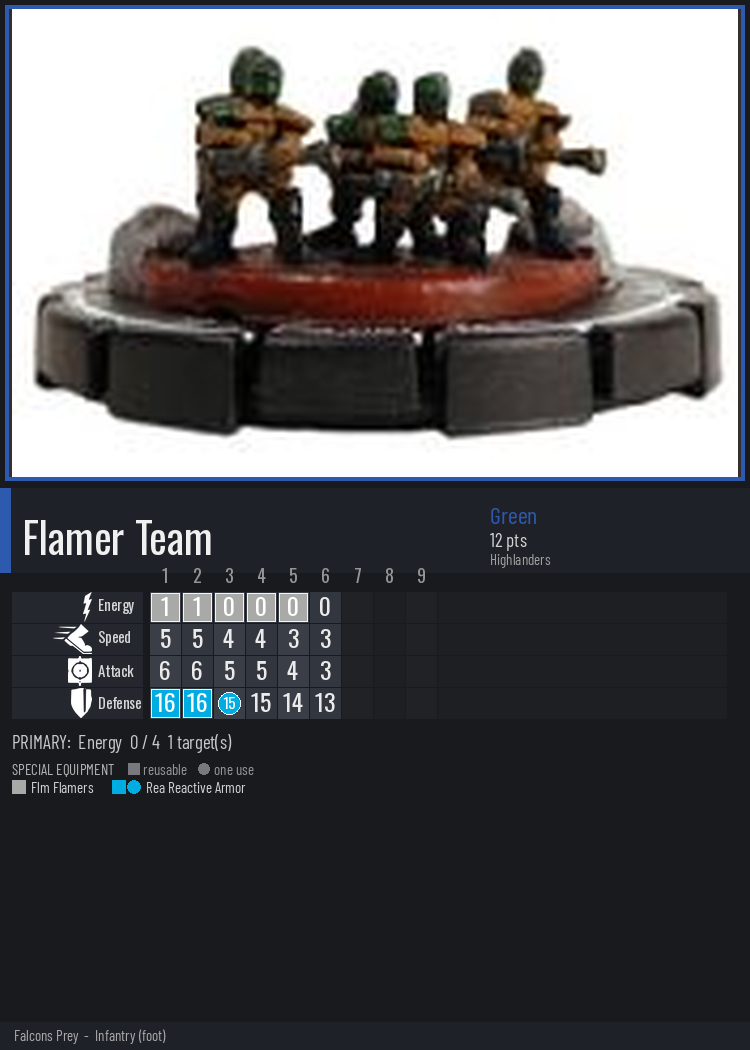 Flamer Team
Green
12 pts
Highlanders
1 2 3 4 5 6 7 8 9
Energy 1 1 0 0 0 0
Speed 5 5 4 4 3 3
Attack 6 6 5 5 4 3
Defense 16 16 15 15 14 13
PRIMARY: Energy 0 / 4 1 target(s)
SPECIAL EQUIPMENT reusable one use
Flm Flamers Rea Reactive Armor
Falcons Prey - Infantry (foot)